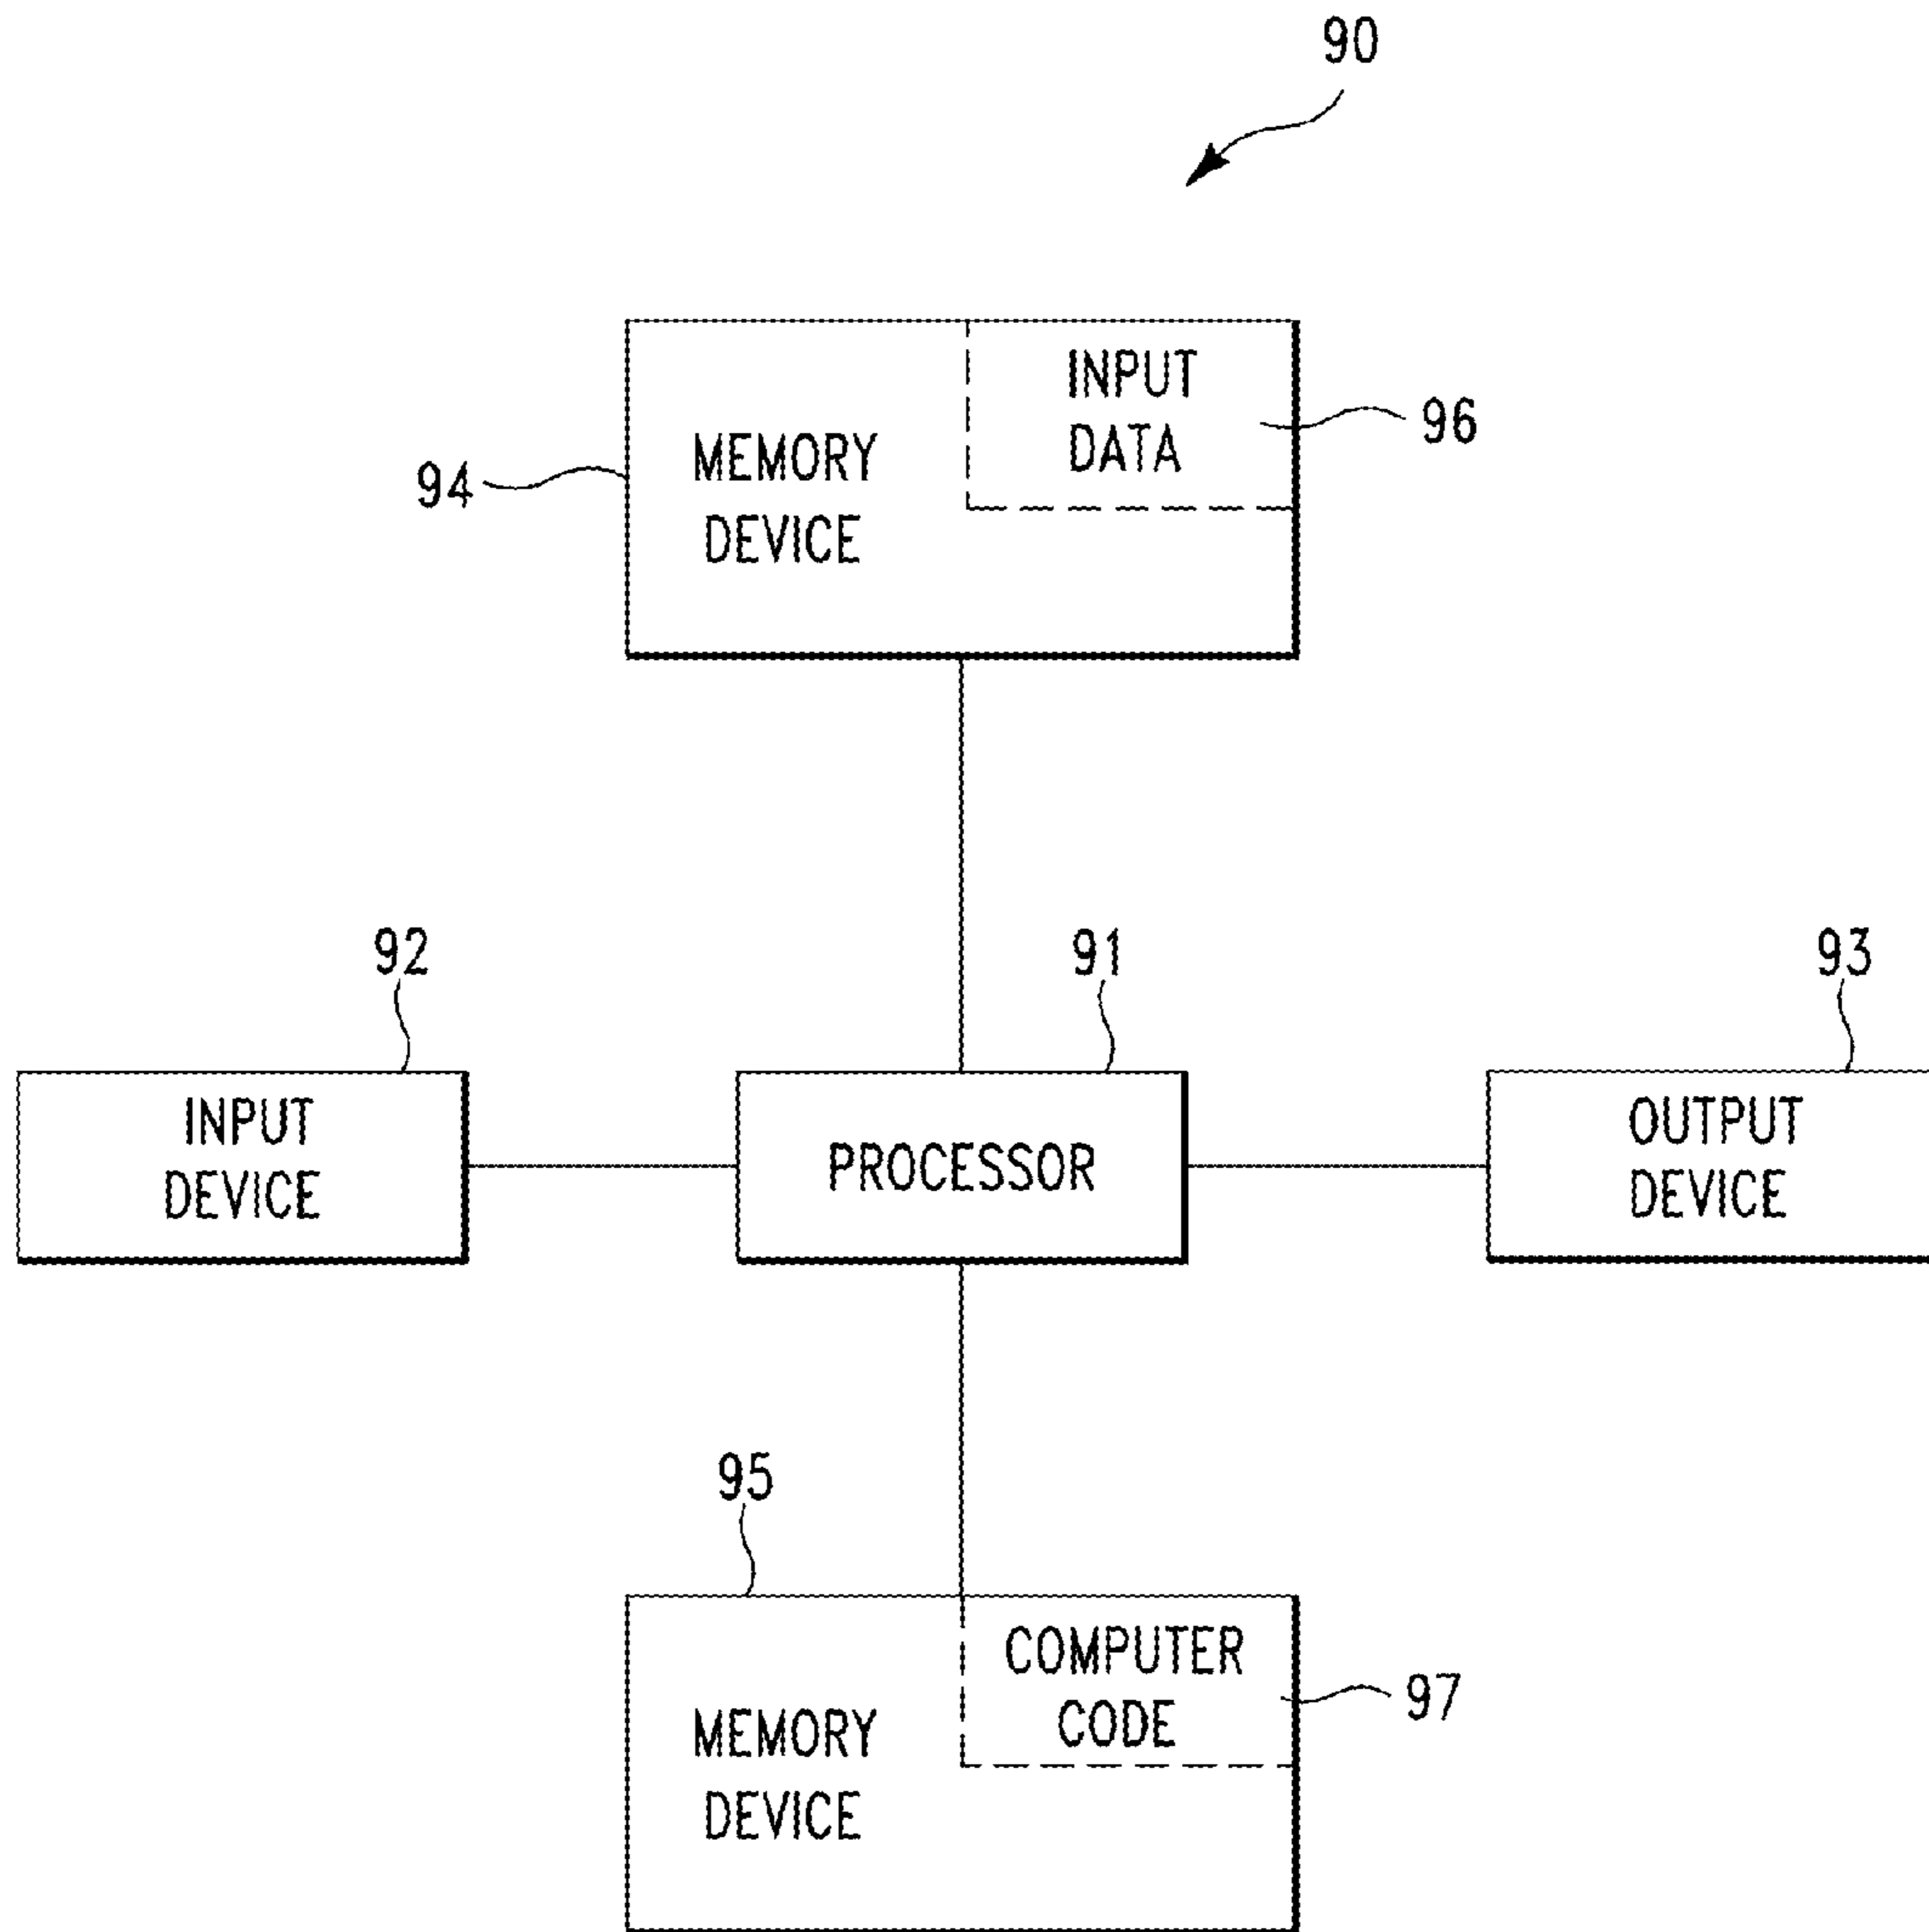 90
INPUT
DATA
96
94
MEMORY
DEVICE
92
91
93
INPUT
DEVICE
PROCESSOR
OUTPUT
DEVICE
95
COMPUTER
CODE
97
MEMORY
DEVICE